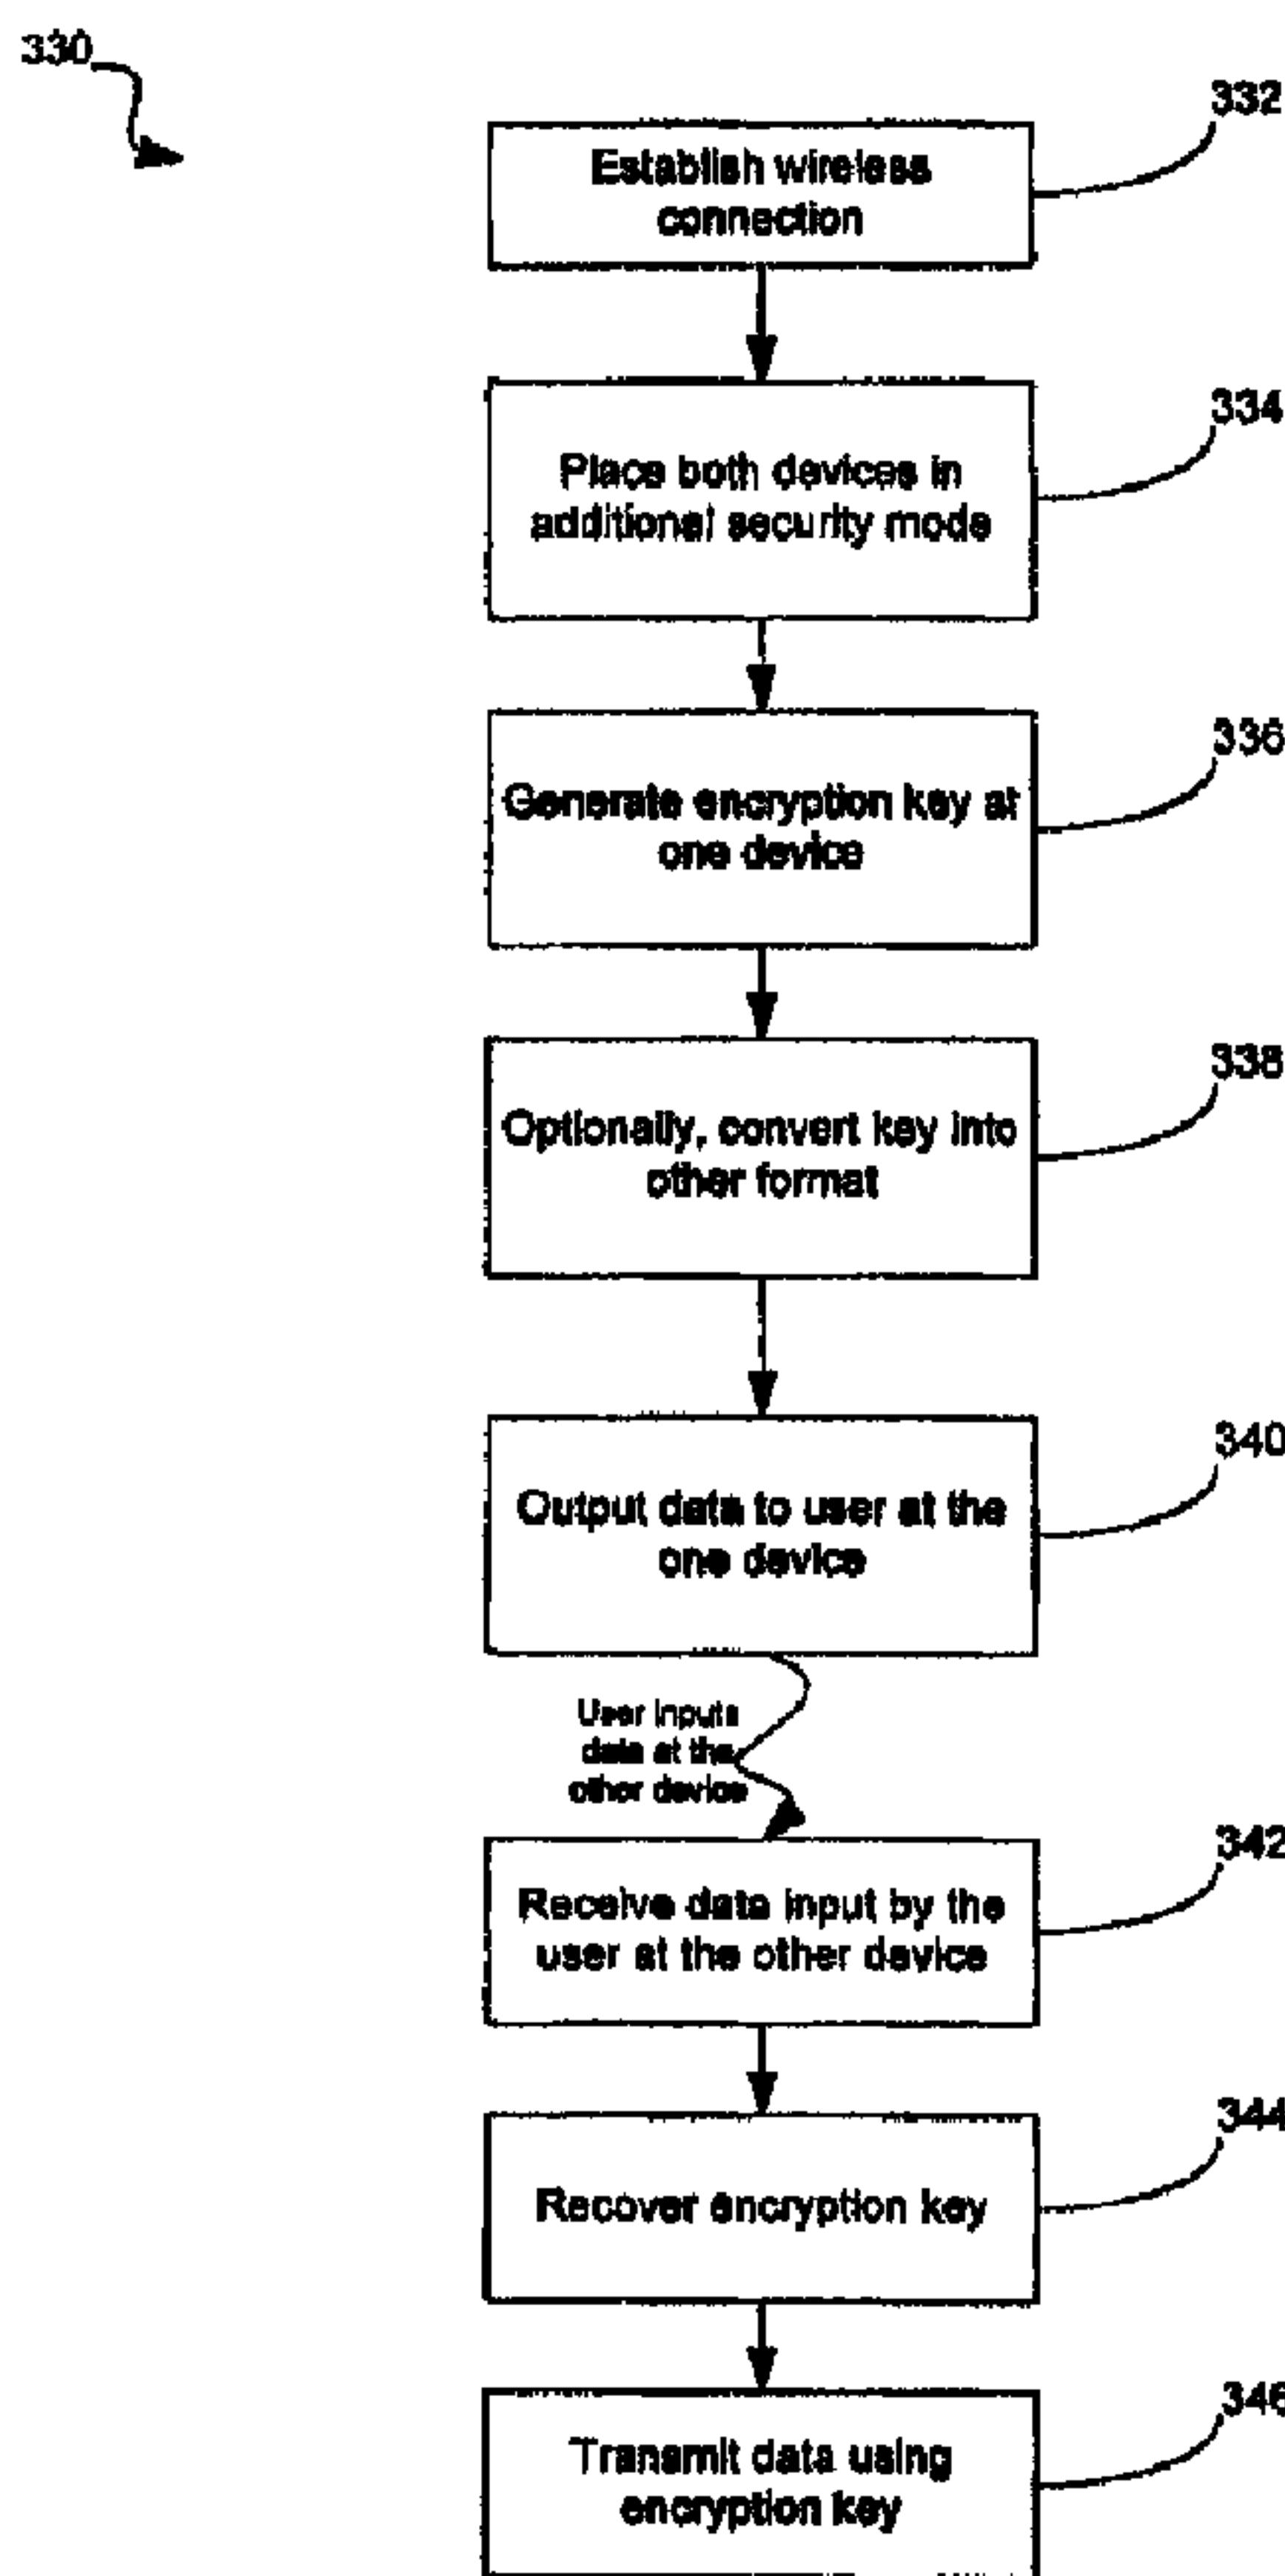 330
332
Establish wireless
connection
334
Place both devices in
additional security mode
336
Generate encryption key at
one device
338
Optionally, convert key into
other format
340
Output data to user at the
one device
User inputs
data at the
other device
342
Receive data input by the
user at the other device
344
Recover encryption key
346
Transmit data using
encryption key